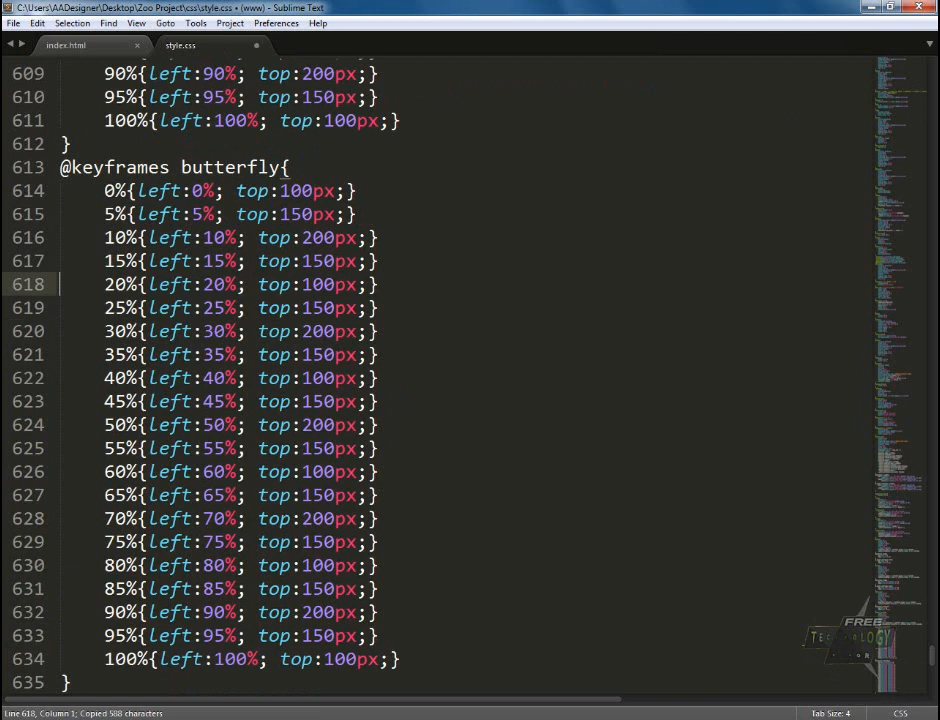 C:\Users\AADesigner\Desktop\Zoo Project\css\style.css • (www) - Sublime Text
File Edit Selection Find View Goto Tools Project Preferences Help
index.html × style.css
609 90%{left:90%; top:200px;}
610 95%{left:95%; top:150px;}
611 100%{left:100%; top:100px;}
612 }
613 @keyframes butterfly{
614 0%{left:0%; top:100px;}
615 5%{left:5%; top:150px;}
616 10%{left:10%; top:200px;}
617 15%{left:15%; top:150px;}
618 20%{left:20%; top:100px;}
619 25%{left:25%; top:150px;}
620 30%{left:30%; top:200px;}
621 35%{left:35%; top:150px;}
622 40%{left:40%; top:100px;}
623 45%{left:45%; top:150px;}
624 50%{left:50%; top:200px;}
625 55%{left:55%; top:150px;}
626 60%{left:60%; top:100px;}
627 65%{left:65%; top:150px;}
628 70%{left:70%; top:200px;}
629 75%{left:75%; top:150px;}
630 80%{left:80%; top:100px;}
631 85%{left:85%; top:150px;}
632 90%{left:90%; top:200px;}
633 95%{left:95%; top:150px;}
634 100%{left:100%; top:100px;}
635 }
FREE
TECHNOLOGY
Line 618, Column 1; Copied 588 characters
Tab Size: 4 CSS